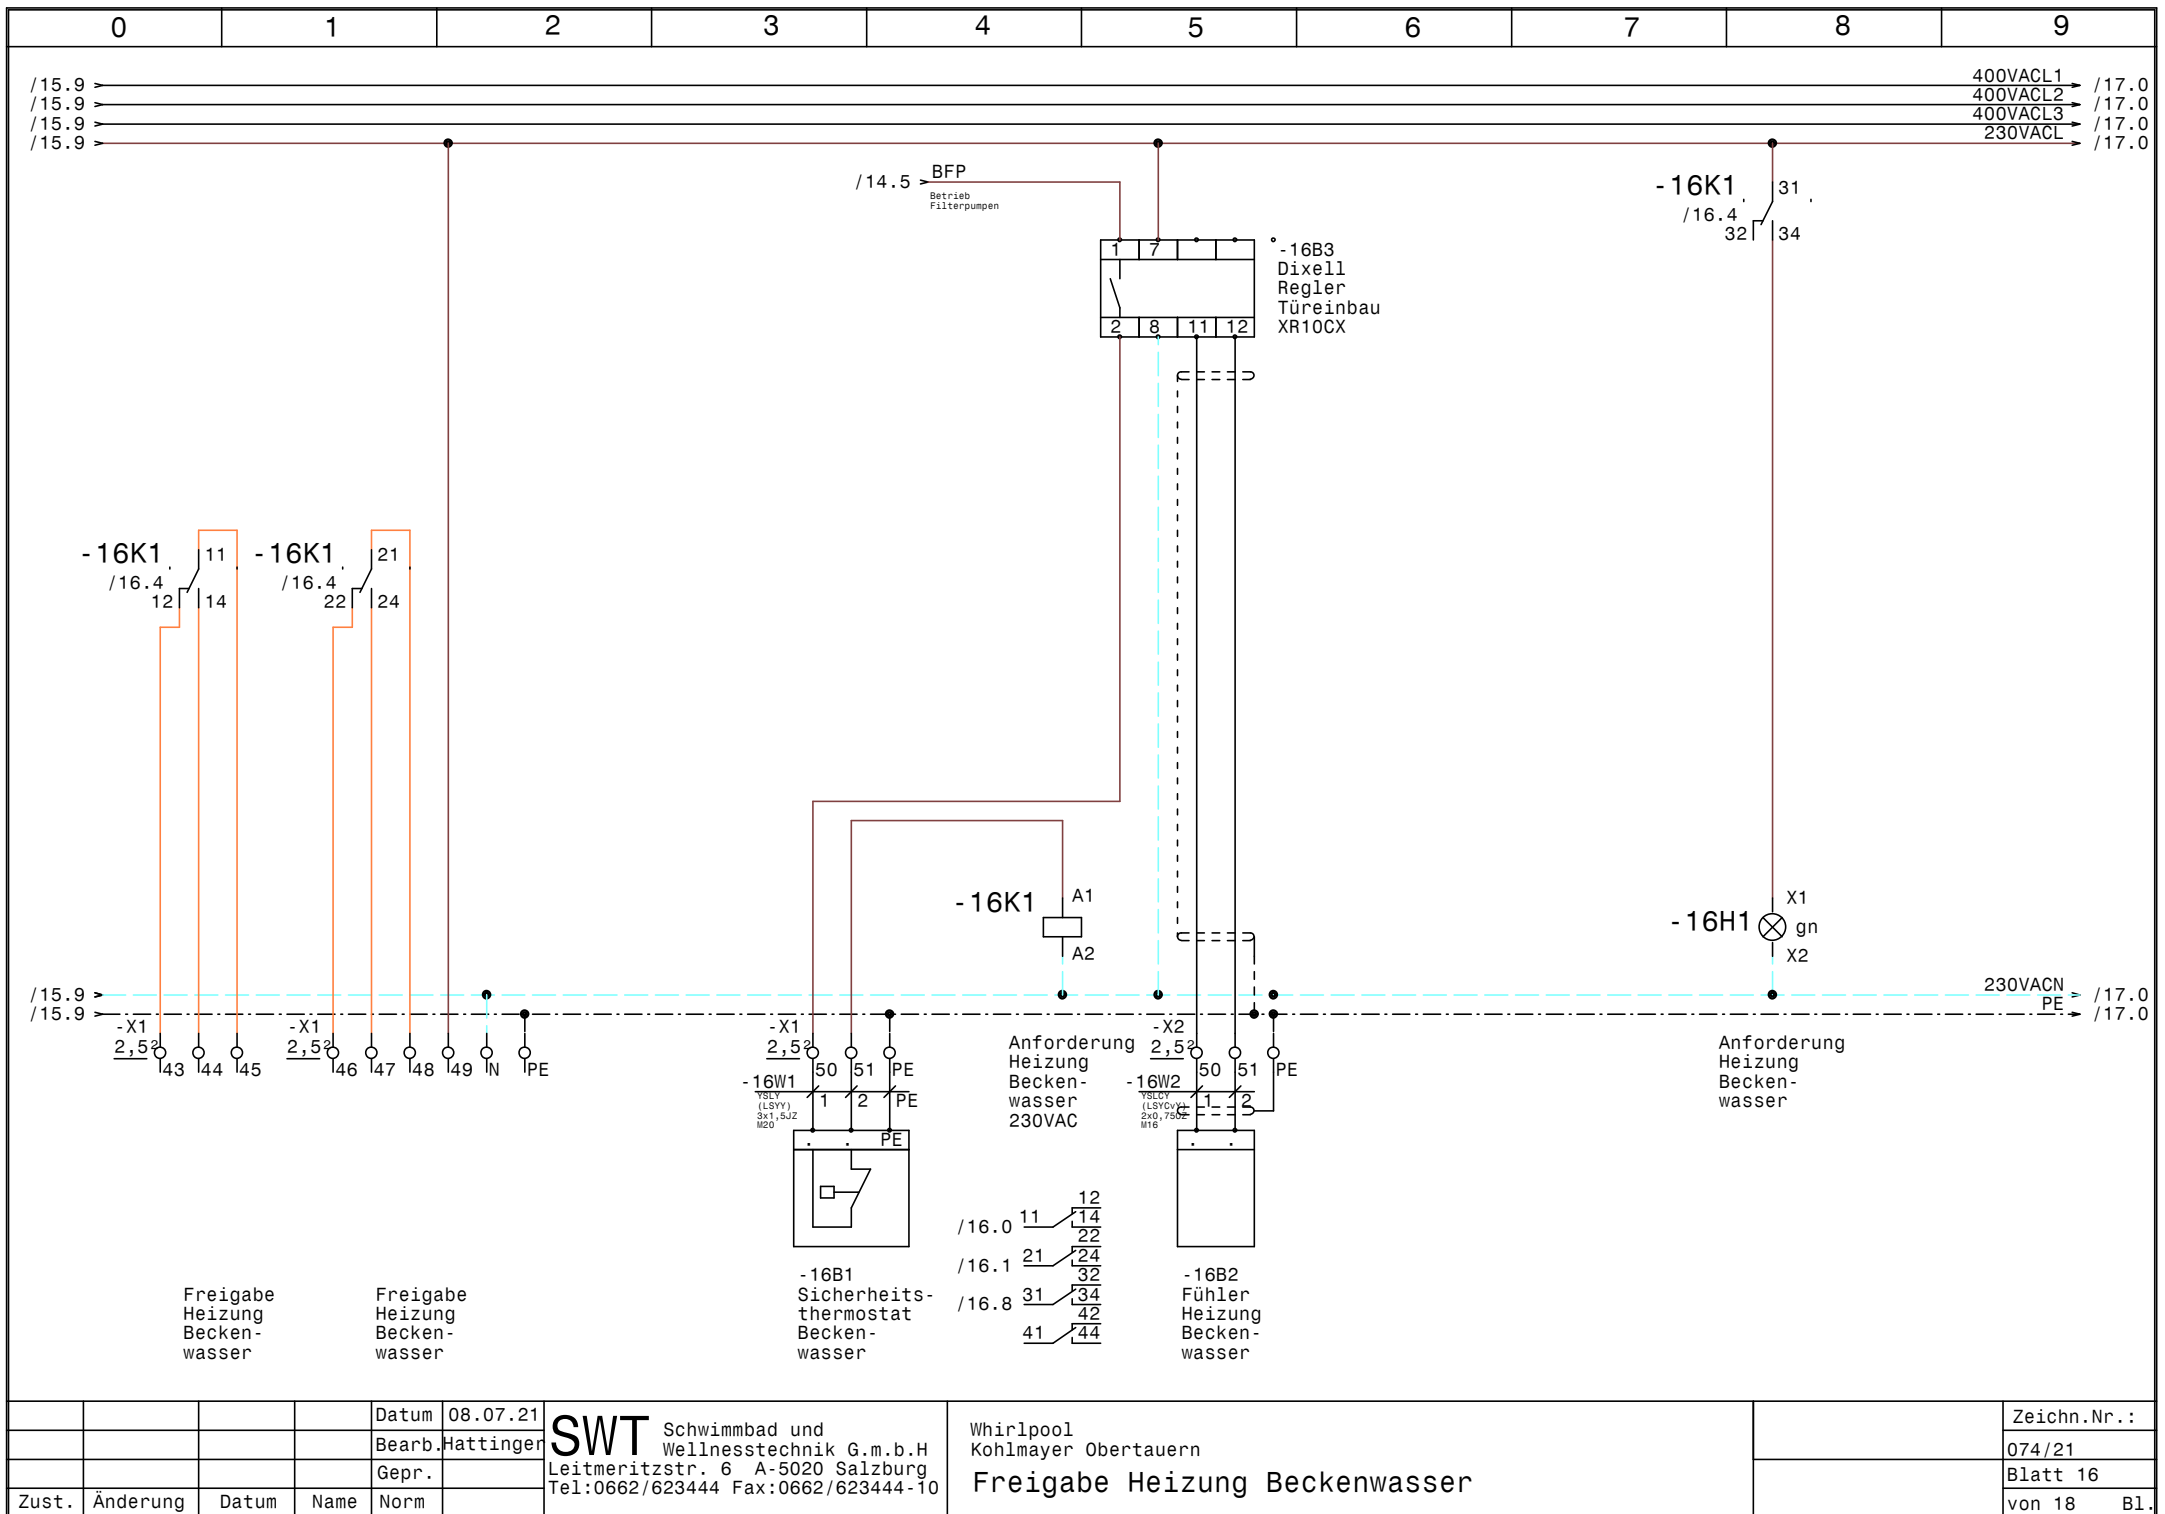 0 1 2 3 4 5 6 7 8 9
/15.9 400VACL1 /17.0
/15.9 400VACL2 /17.0
/15.9 400VACL3 /17.0
/15.9 230VACL /17.0
/14.5 BFP
Betrieb
Filterpumpen
-16K1 31
/16.4
32 34
1 7
-16B3
Dixell
Regler
Türeinbau
XR10CX
2 8 11 12
-16K1 11
/16.4
12 14
-16K1 21
/16.4
22 24
-16K1 A1
A2
-16H1 X1
gn
X2
/15.9 230VACN /17.0
/15.9 PE /17.0
-X1
2,5²
43 44 45
-X1
2,5²
46 47 48 49 N PE
-X1
2,5²
50 51 PE
-16W1
YSLY
(LSYY)
3x1,5JZ
M20
1 2 PE
PE
Anforderung
Heizung
Becken-
wasser
230VAC
-X2
2,5²
50 51 PE
-16W2
YSLCY
(LSYCvY)
2x0,75OZ
M16
1 2
Anforderung
Heizung
Becken-
wasser
12
/16.0 11 14
22
/16.1 21 24
32
/16.8 31 34
42
41 44
Freigabe
Heizung
Becken-
wasser
Freigabe
Heizung
Becken-
wasser
-16B1
Sicherheits-
thermostat
Becken-
wasser
-16B2
Fühler
Heizung
Becken-
wasser
Datum 08.07.21
Bearb. Hattinger
Gepr.
Zust. Änderung Datum Name Norm
SWT Schwimmbad und
Wellnesstechnik G.m.b.H
Leitmeritzstr. 6 A-5020 Salzburg
Tel:0662/623444 Fax:0662/623444-10
Whirlpool
Kohlmayer Obertauern
Freigabe Heizung Beckenwasser
Zeichn.Nr.:
074/21
Blatt 16
von 18 Bl.